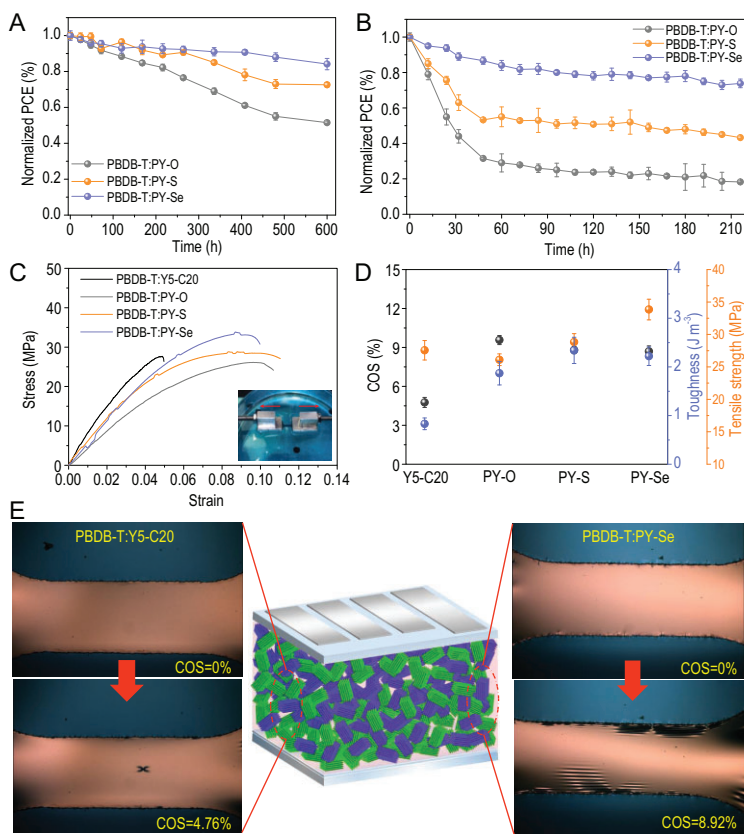 A
1.0
0.8
0.6
0.4
0.2
0.0
Normalized PCE (%)
PBDB-T:PY-O
PBDB-T:PY-S
PBDB-T:PY-Se
0 120 240 360 480 600
Time (h)
B
1.0
0.8
0.6
0.4
0.2
0.0
Normalized PCE (%)
PBDB-T:PY-O
PBDB-T:PY-S
PBDB-T:PY-Se
0 30 60 90 120 150 180 210
Time (h)
C
50
40
30
20
10
0
Stress (MPa)
PBDB-T:Y5-C20
PBDB-T:PY-O
PBDB-T:PY-S
PBDB-T:PY-Se
0.00 0.02 0.04 0.06 0.08 0.10 0.12 0.14
Strain
D
15
12
9
6
3
0
COS (%)
Y5-C20 PY-O PY-S PY-Se
4
3
2
1
0
Toughness (J m⁻³)
40
35
30
25
20
15
10
Tensile strength (MPa)
E
PBDB-T:Y5-C20
COS=0%
COS=4.76%
PBDB-T:PY-Se
COS=0%
COS=8.92%